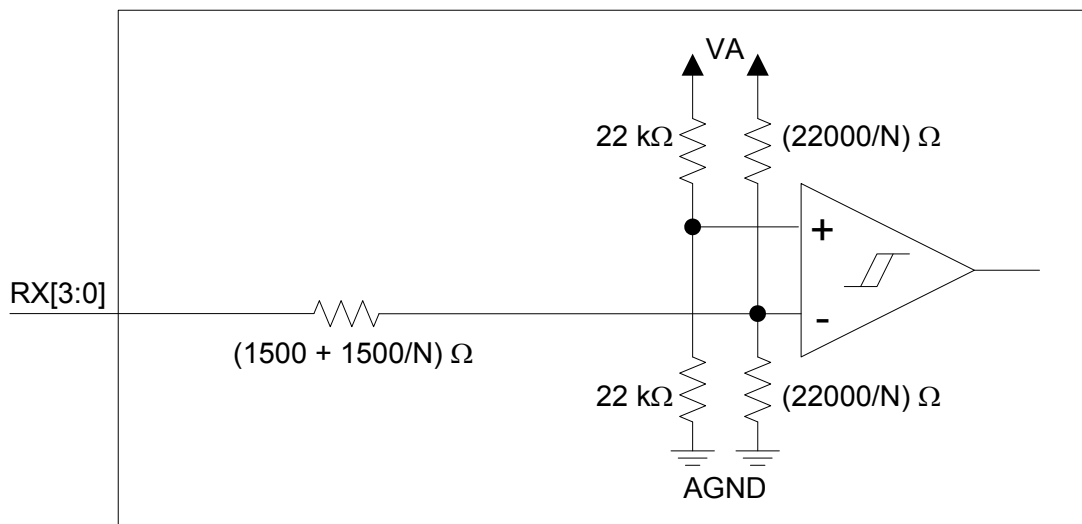 VA
22 kΩ
(22000/N) Ω
+
RX[3:0]
-
(1500 + 1500/N) Ω
22 kΩ
(22000/N) Ω
AGND